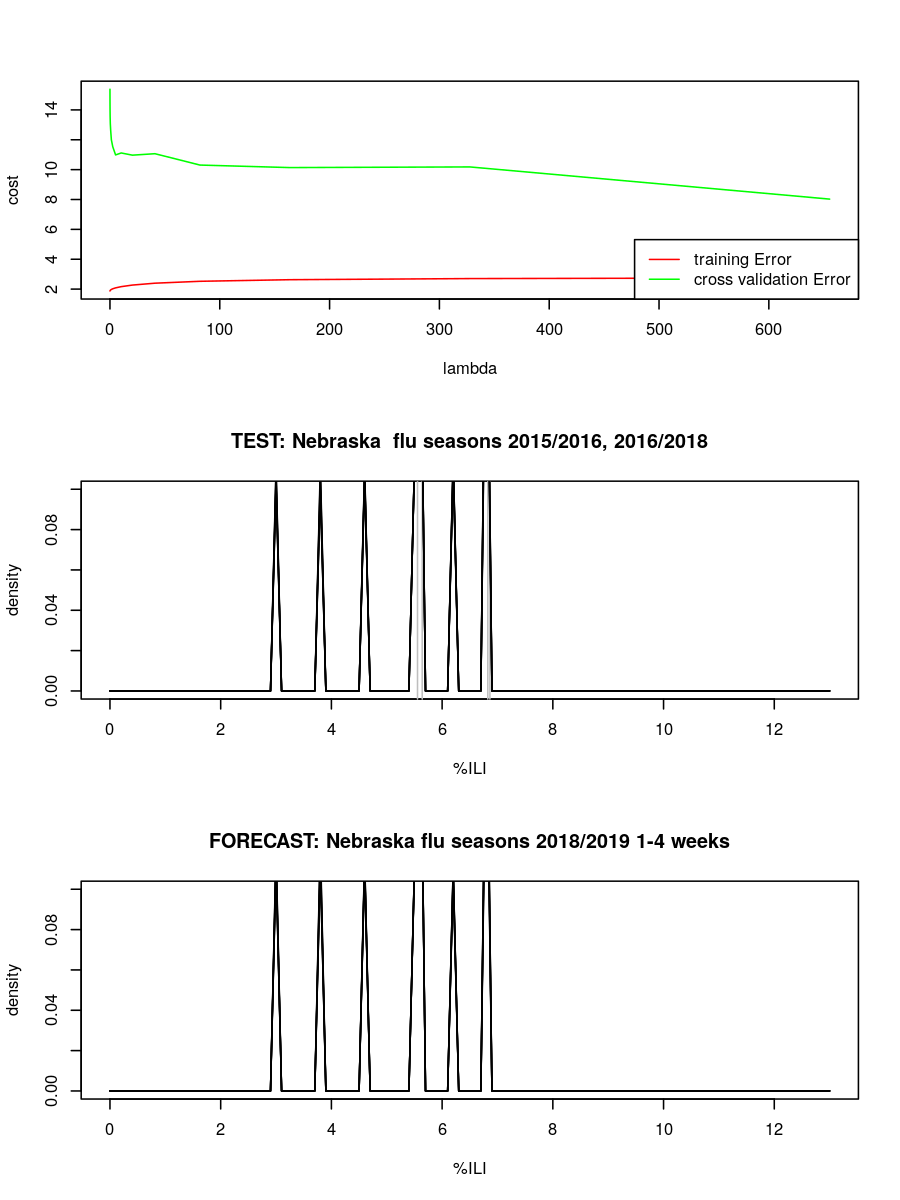 14
10
8
6
4
2
cost
training Error
cross validation Error
0 100 200 300 400 500 600
lambda
TEST: Nebraska  flu seasons 2015/2016, 2016/2018
0.08
0.04
0.00
density
0 2 4 6 8 10 12
%ILI
FORECAST: Nebraska flu seasons 2018/2019 1-4 weeks
0.08
0.04
0.00
density
0 2 4 6 8 10 12
%ILI